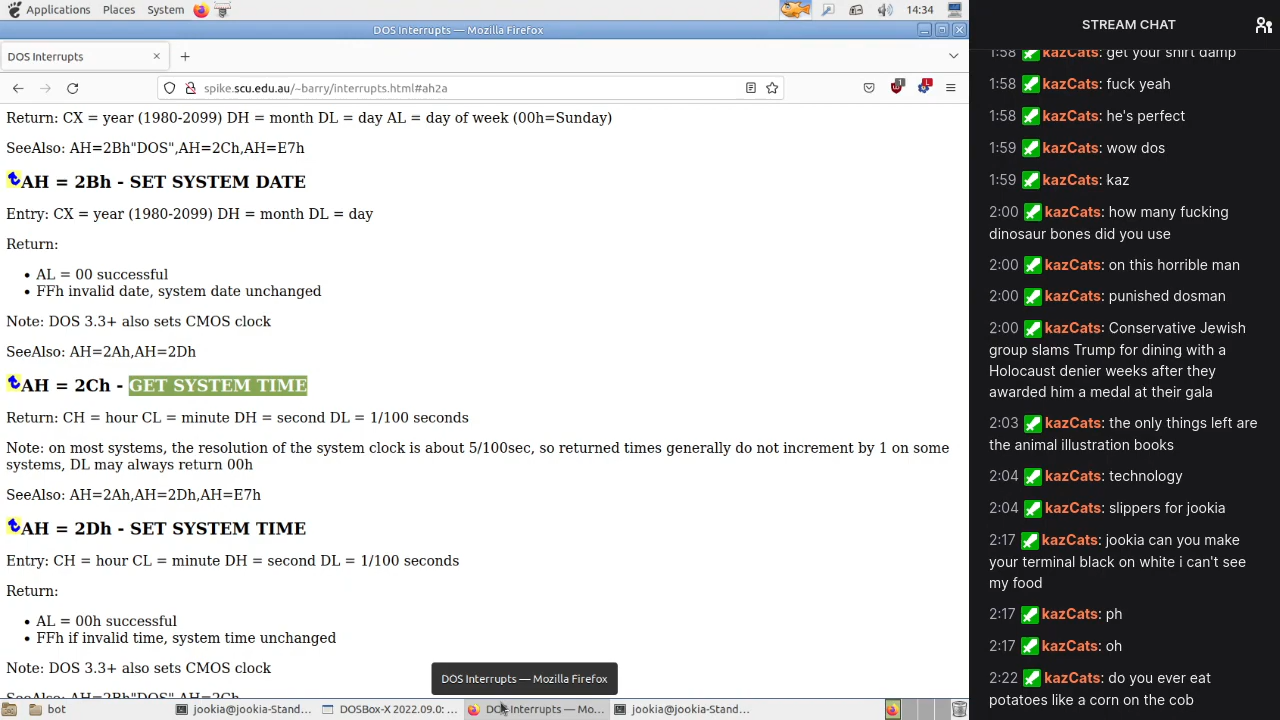 Applications Places System 14:34
DOS Interrupts — Mozilla Firefox
DOS Interrupts
spike.scu.edu.au/~barry/interrupts.html#ah2a
Return: CX = year (1980-2099) DH = month DL = day AL = day of week (00h=Sunday)
SeeAlso: AH=2Bh"DOS",AH=2Ch,AH=E7h
AH = 2Bh - SET SYSTEM DATE
Entry: CX = year (1980-2099) DH = month DL = day
Return:
AL = 00 successful
FFh invalid date, system date unchanged
Note: DOS 3.3+ also sets CMOS clock
SeeAlso: AH=2Ah,AH=2Dh
AH = 2Ch - GET SYSTEM TIME
Return: CH = hour CL = minute DH = second DL = 1/100 seconds
Note: on most systems, the resolution of the system clock is about 5/100sec, so returned times generally do not increment by 1 on some
systems, DL may always return 00h
SeeAlso: AH=2Ah,AH=2Dh,AH=E7h
AH = 2Dh - SET SYSTEM TIME
Entry: CH = hour CL = minute DH = second DL = 1/100 seconds
Return:
AL = 00h successful
FFh if invalid time, system time unchanged
Note: DOS 3.3+ also sets CMOS clock
SeeAlso: AH=2Bh"DOS",AH=2Ch
DOS Interrupts — Mozilla Firefox
bot jookia@jookia-Stand... DOSBox-X 2022.09.0: ... DOS Interrupts — Mo... jookia@jookia-Stand...
STREAM CHAT
1:58 kazCats: get your shirt damp
1:58 kazCats: fuck yeah
1:58 kazCats: he's perfect
1:59 kazCats: wow dos
1:59 kazCats: kaz
2:00 kazCats: how many fucking
dinosaur bones did you use
2:00 kazCats: on this horrible man
2:00 kazCats: punished dosman
2:00 kazCats: Conservative Jewish
group slams Trump for dining with a
Holocaust denier weeks after they
awarded him a medal at their gala
2:03 kazCats: the only things left are
the animal illustration books
2:04 kazCats: technology
2:04 kazCats: slippers for jookia
2:17 kazCats: jookia can you make
your terminal black on white i can't see
my food
2:17 kazCats: ph
2:17 kazCats: oh
2:22 kazCats: do you ever eat
potatoes like a corn on the cob